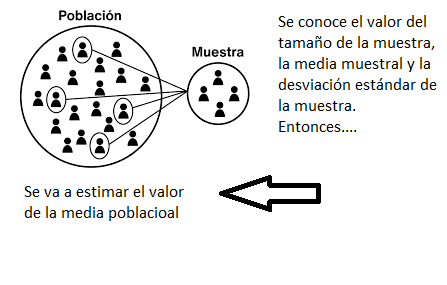 Población
Muestra
Se conoce el valor del
tamaño de la muestra,
la media muestral y la
desviación estándar de
la muestra.
Entonces....
Se va a estimar el valor
de la media poblacioal